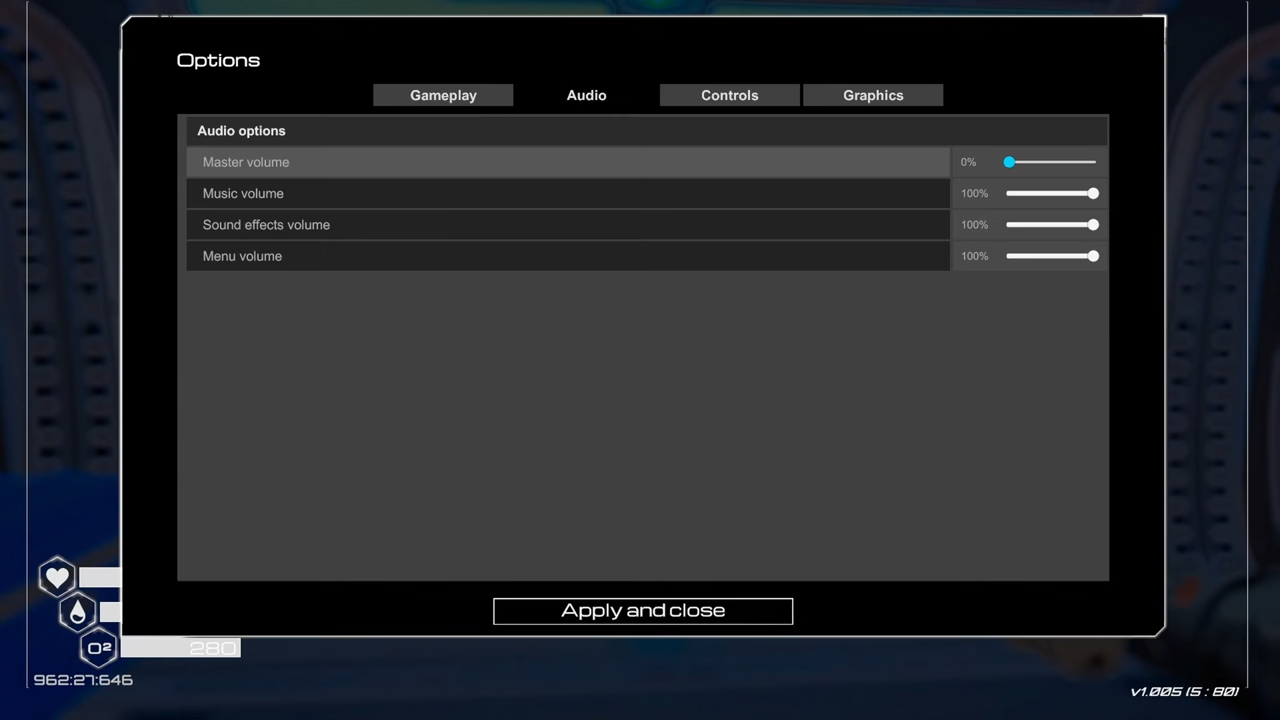 Options
Gameplay Audio Controls Graphics
Audio options
Master volume 0%
Music volume 100%
Sound effects volume 100%
Menu volume 100%
Apply and close
O² 280
962:27:646
v1.005 (5 : 80)